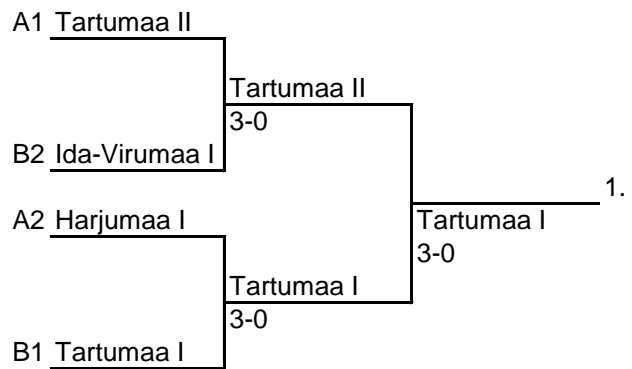 A1 Tartumaa II
Tartumaa II
3-0
B2 Ida-Virumaa I
1.
A2 Harjumaa I
Tartumaa I
3-0
Tartumaa I
3-0
B1 Tartumaa I